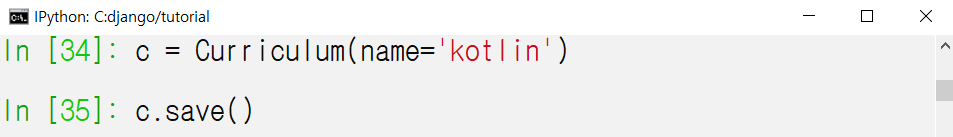 IPython: C:django/tutorial
In [34]: c = Curriculum(name='kotlin')
In [35]: c.save()